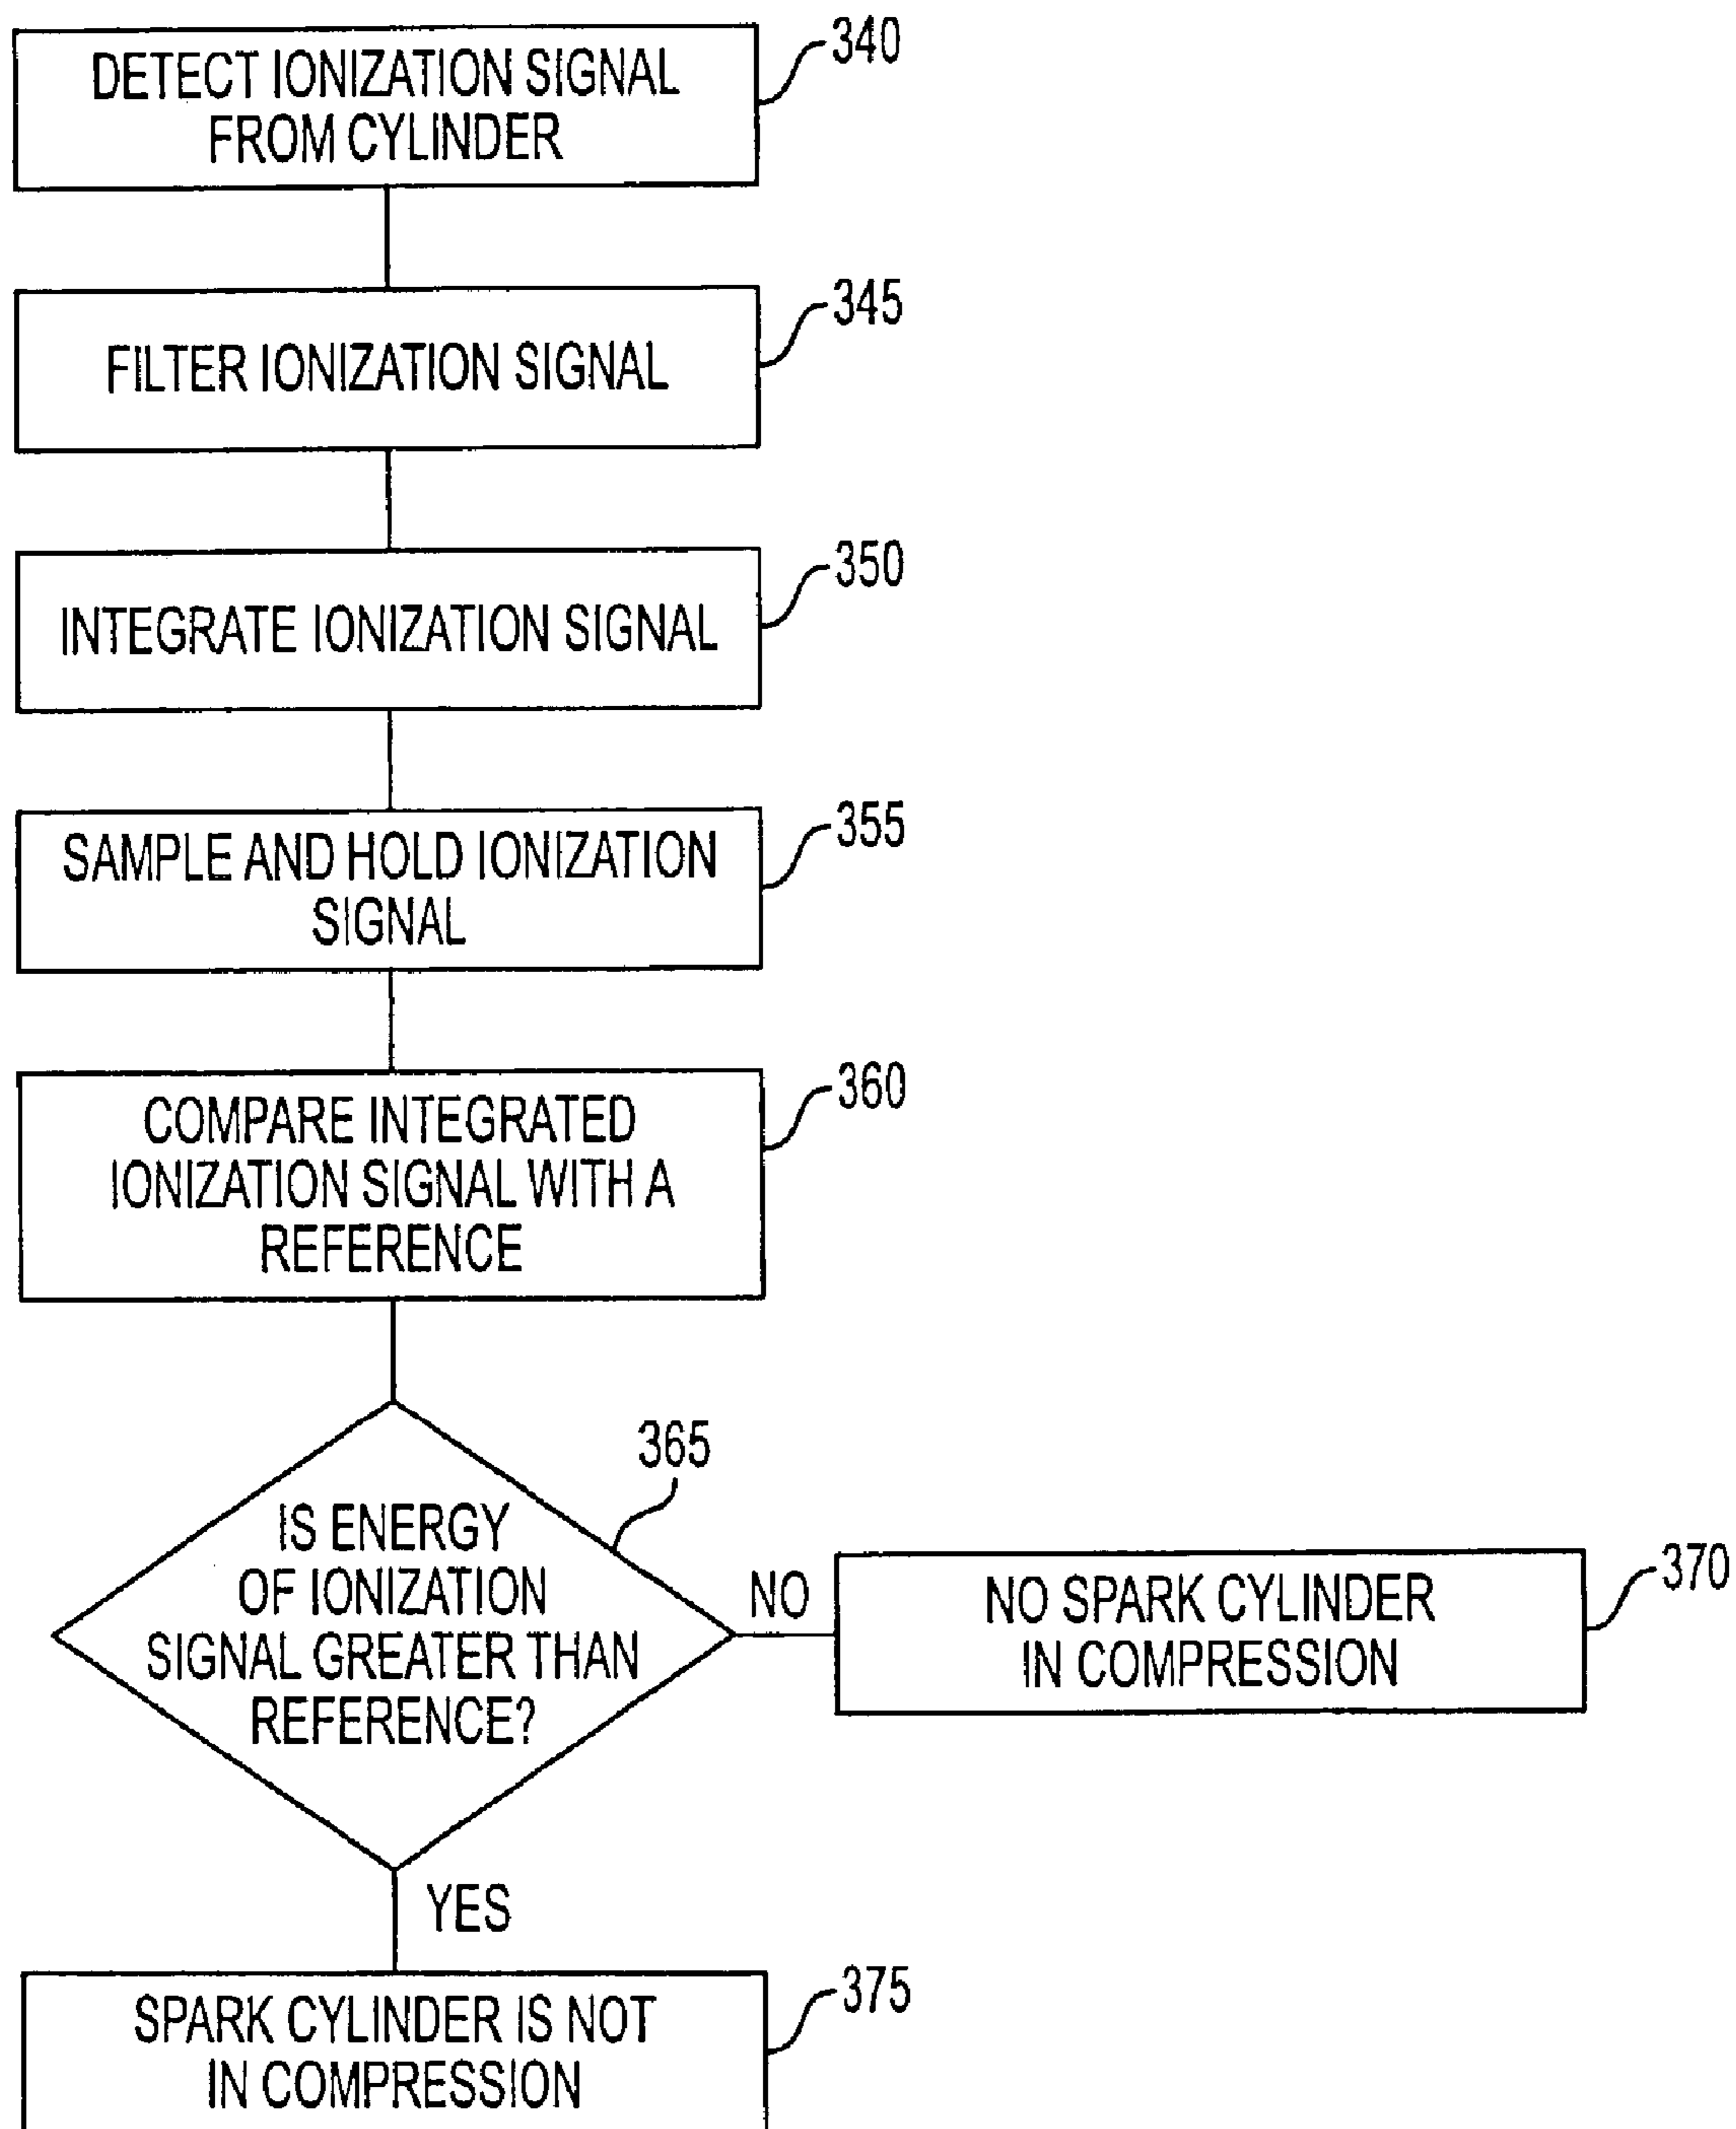 DETECT IONIZATION SIGNAL
FROM CYLINDER
340
FILTER IONIZATION SIGNAL
345
INTEGRATE IONIZATION SIGNAL
350
SAMPLE AND HOLD IONIZATION
SIGNAL
355
COMPARE INTEGRATED
IONIZATION SIGNAL WITH A
REFERENCE
360
IS ENERGY
OF IONIZATION
SIGNAL GREATER THAN
REFERENCE?
365
NO
NO SPARK CYLINDER
IN COMPRESSION
370
YES
SPARK CYLINDER IS NOT
IN COMPRESSION
375